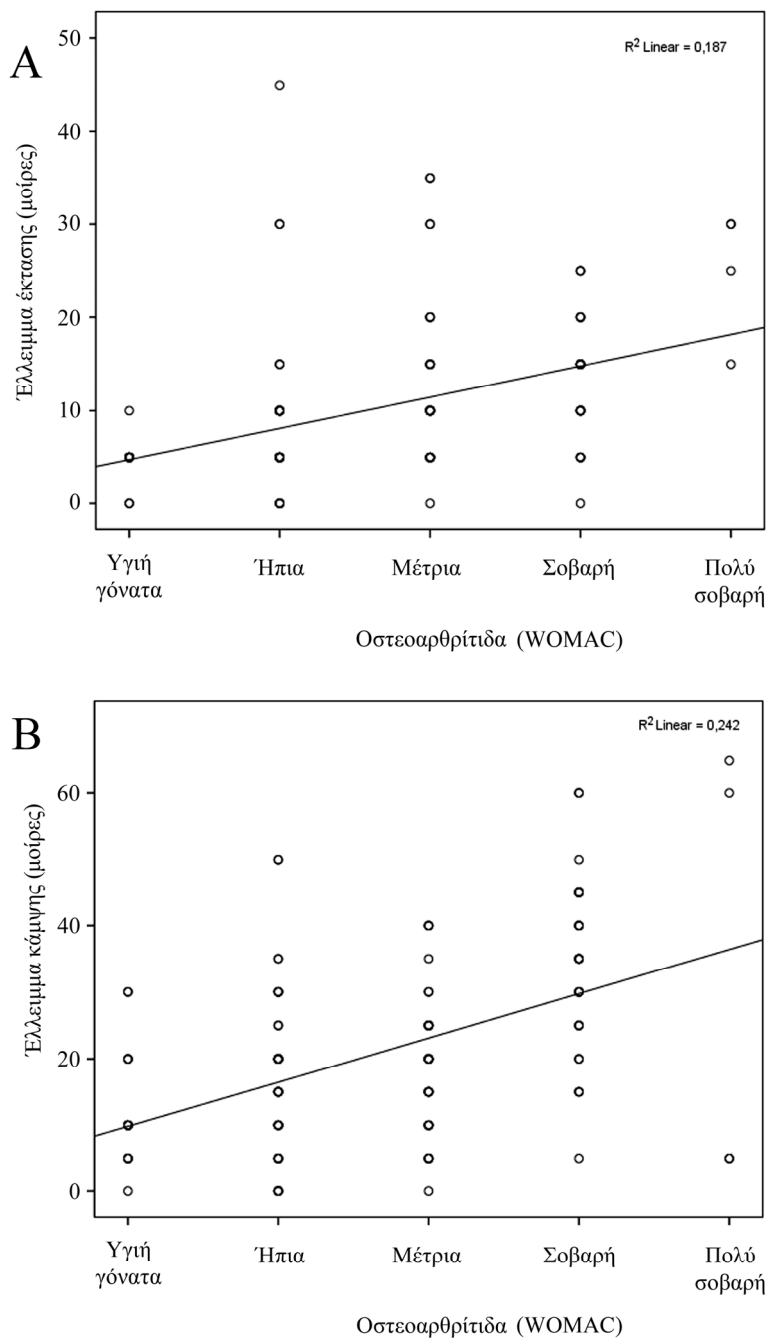 A
R² Linear = 0,187
50
40
30
20
10
0
Έλλειμμα έκτασης (μοίρες)
Υγιή
γόνατα
Ήπια
Μέτρια
Σοβαρή
Πολύ
σοβαρή
Οστεοαρθρίτιδα (WOMAC)
B
R² Linear = 0,242
60
40
20
0
Έλλειμμα κάμψης (μοίρες)
Υγιή
γόνατα
Ήπια
Μέτρια
Σοβαρή
Πολύ
σοβαρή
Οστεοαρθρίτιδα (WOMAC)